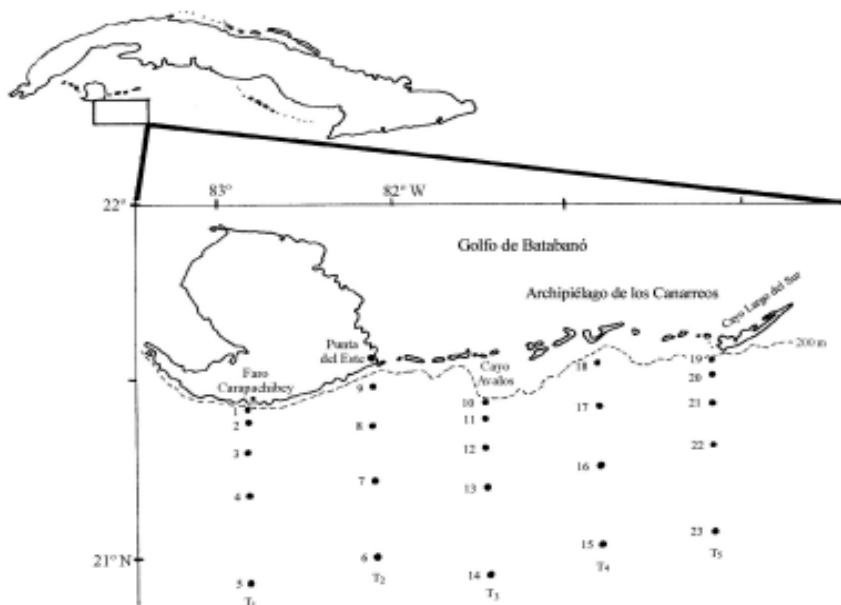 83° 82° W
22°
Golfo de Batabanó
Archipiélago de los Canarreos
Cayo Largo del Sur
Punta
del Este
200 m
Faro
Carapachibey
Cayo
Avalos
18
19
20
9
1
10
17
21
2
11
8
3
12
22
16
7
13
4
23
15
6
21° N
14
5
T5
T4
T2
T3
T1